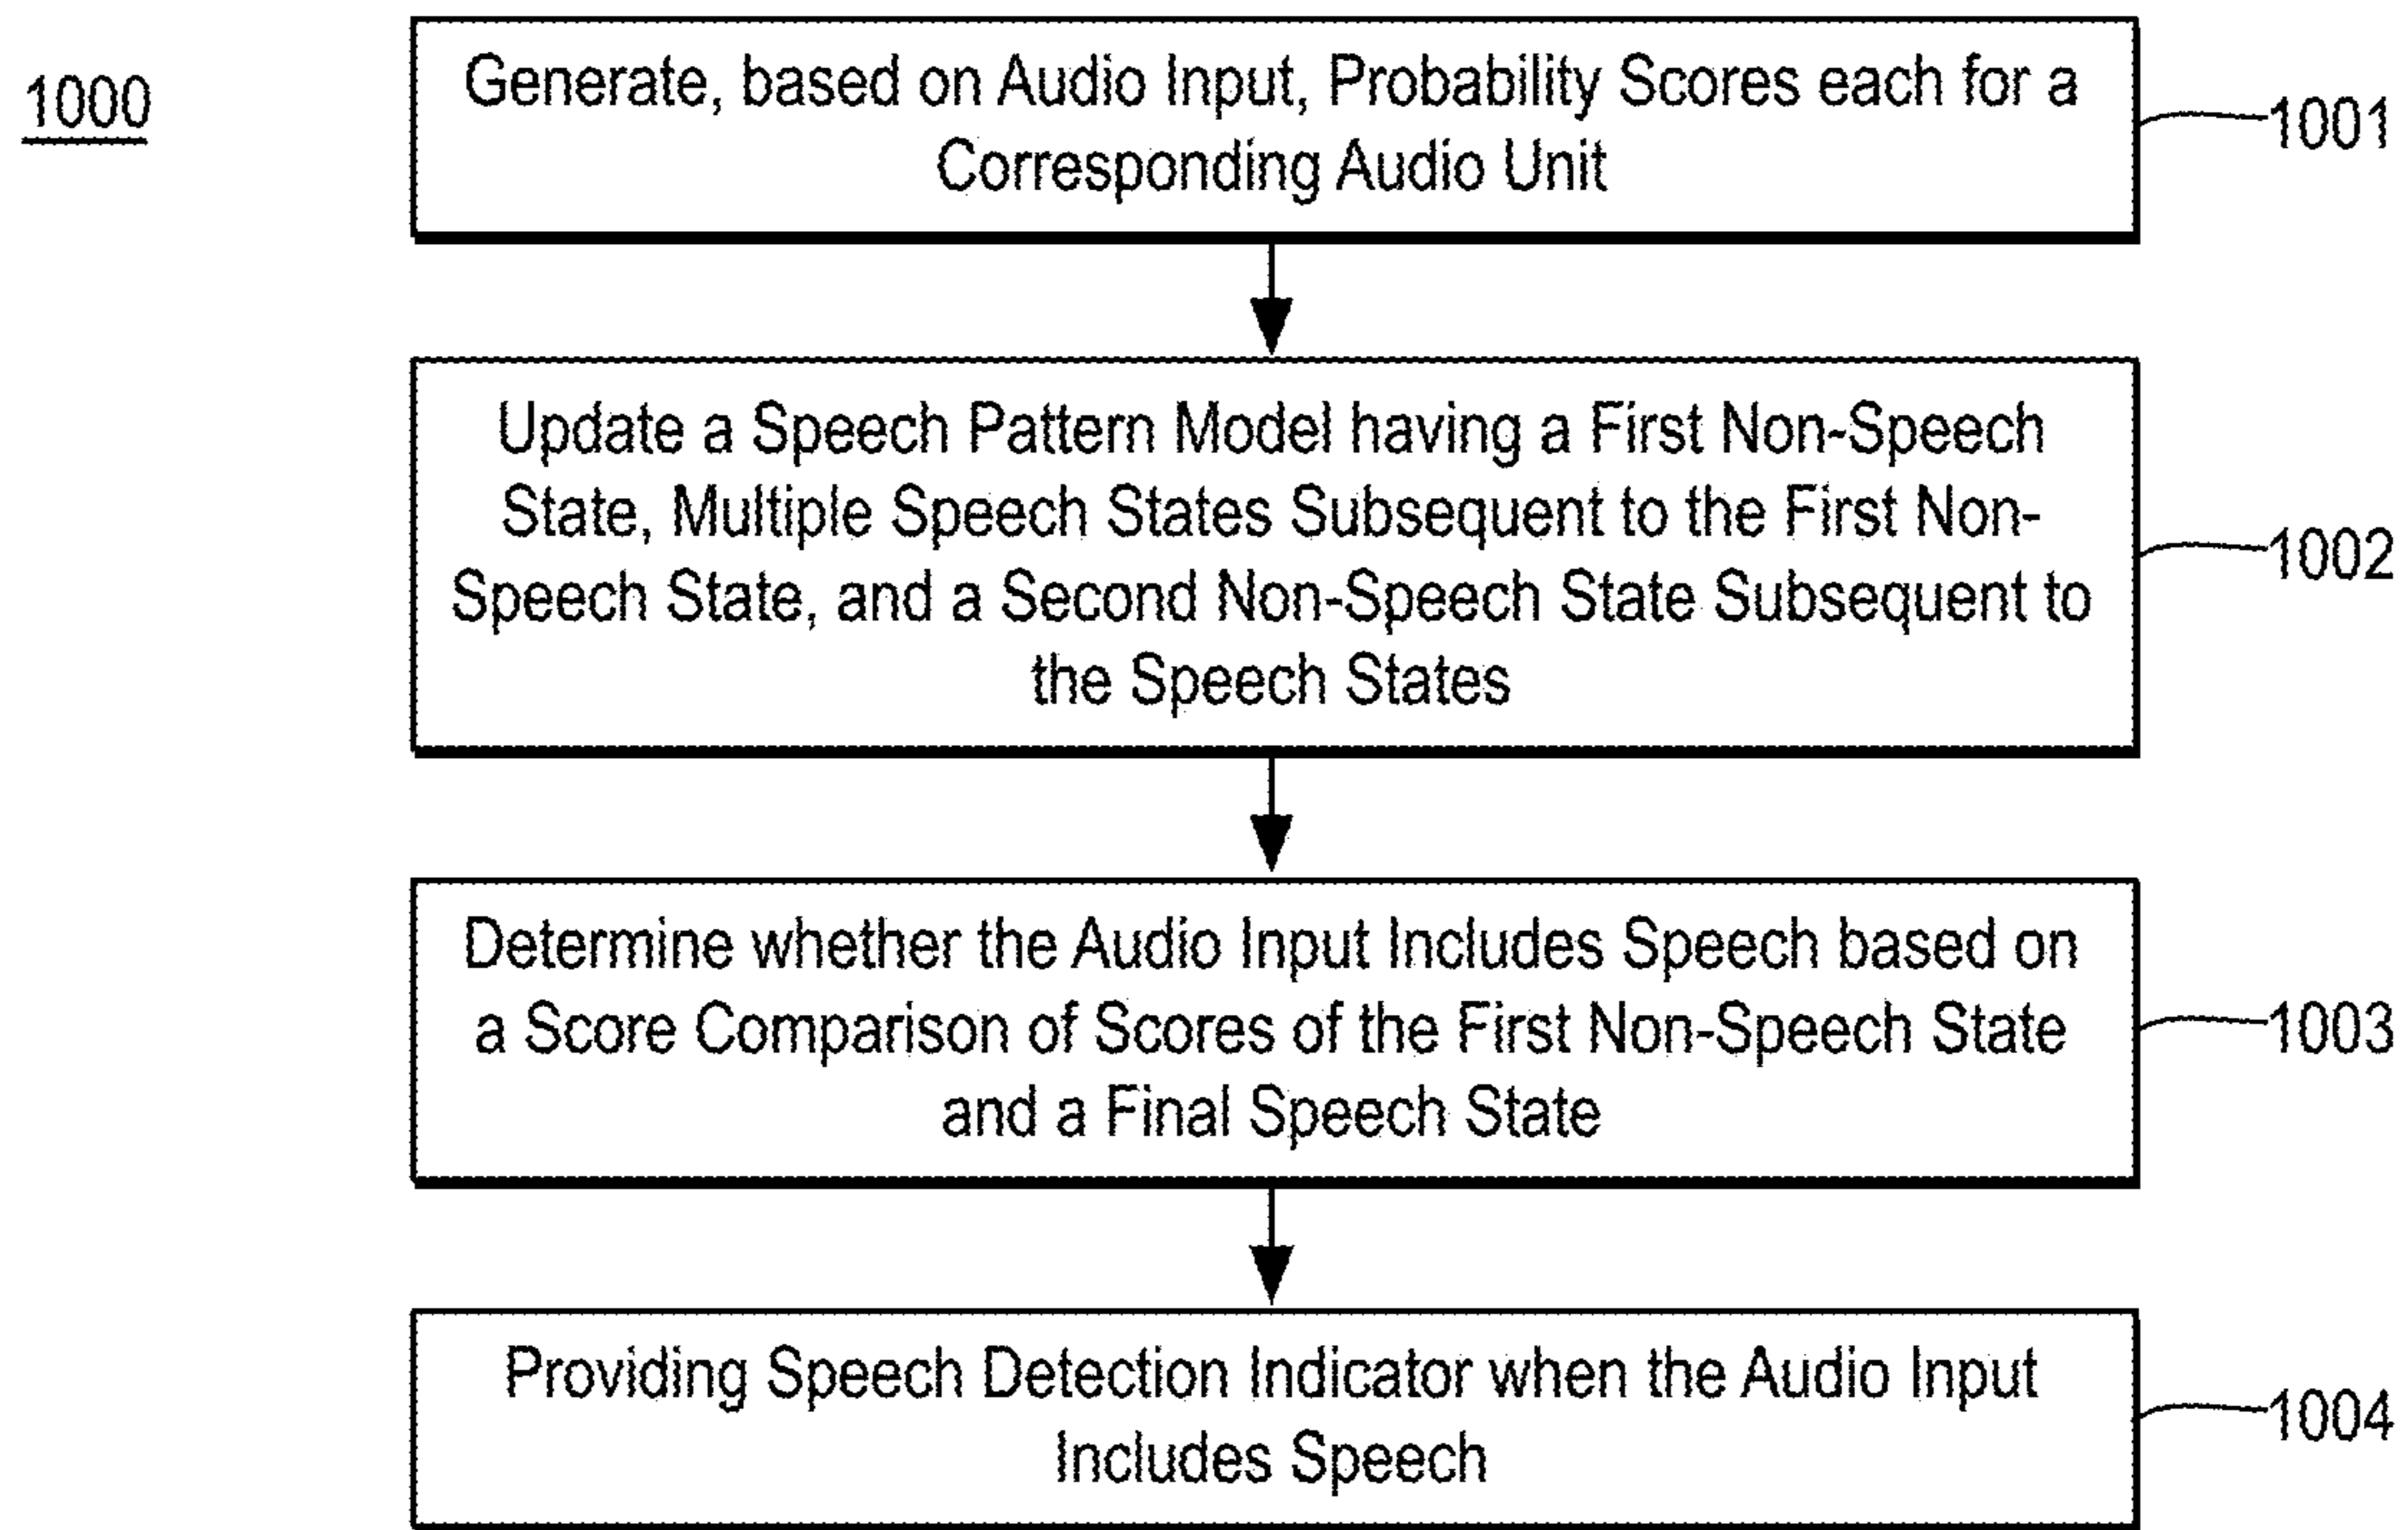 1000
Generate, based on Audio Input, Probability Scores each for a
Corresponding Audio Unit
1001
Update a Speech Pattern Model having a First Non-Speech
State, Multiple Speech States Subsequent to the First Non-
Speech State, and a Second Non-Speech State Subsequent to
the Speech States
1002
Determine whether the Audio Input Includes Speech based on
a Score Comparison of Scores of the First Non-Speech State
and a Final Speech State
1003
Providing Speech Detection Indicator when the Audio Input
Includes Speech
1004